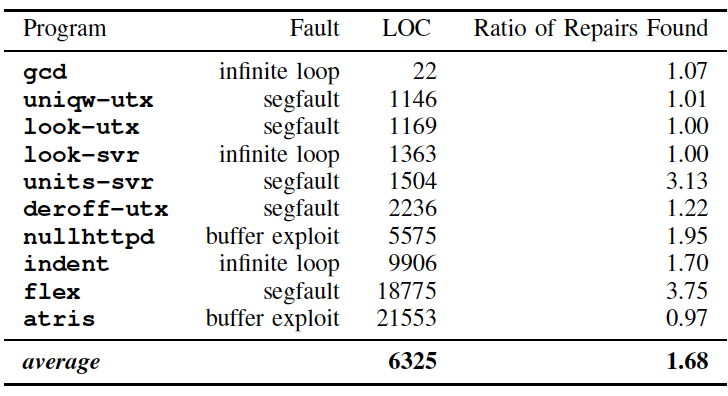 Program Fault LOC Ratio of Repairs Found
gcd infinite loop 22 1.07
uniqw-utx segfault 1146 1.01
look-utx segfault 1169 1.00
look-svr infinite loop 1363 1.00
units-svr segfault 1504 3.13
deroff-utx segfault 2236 1.22
nullhttpd buffer exploit 5575 1.95
indent infinite loop 9906 1.70
flex segfault 18775 3.75
atris buffer exploit 21553 0.97
average 6325 1.68